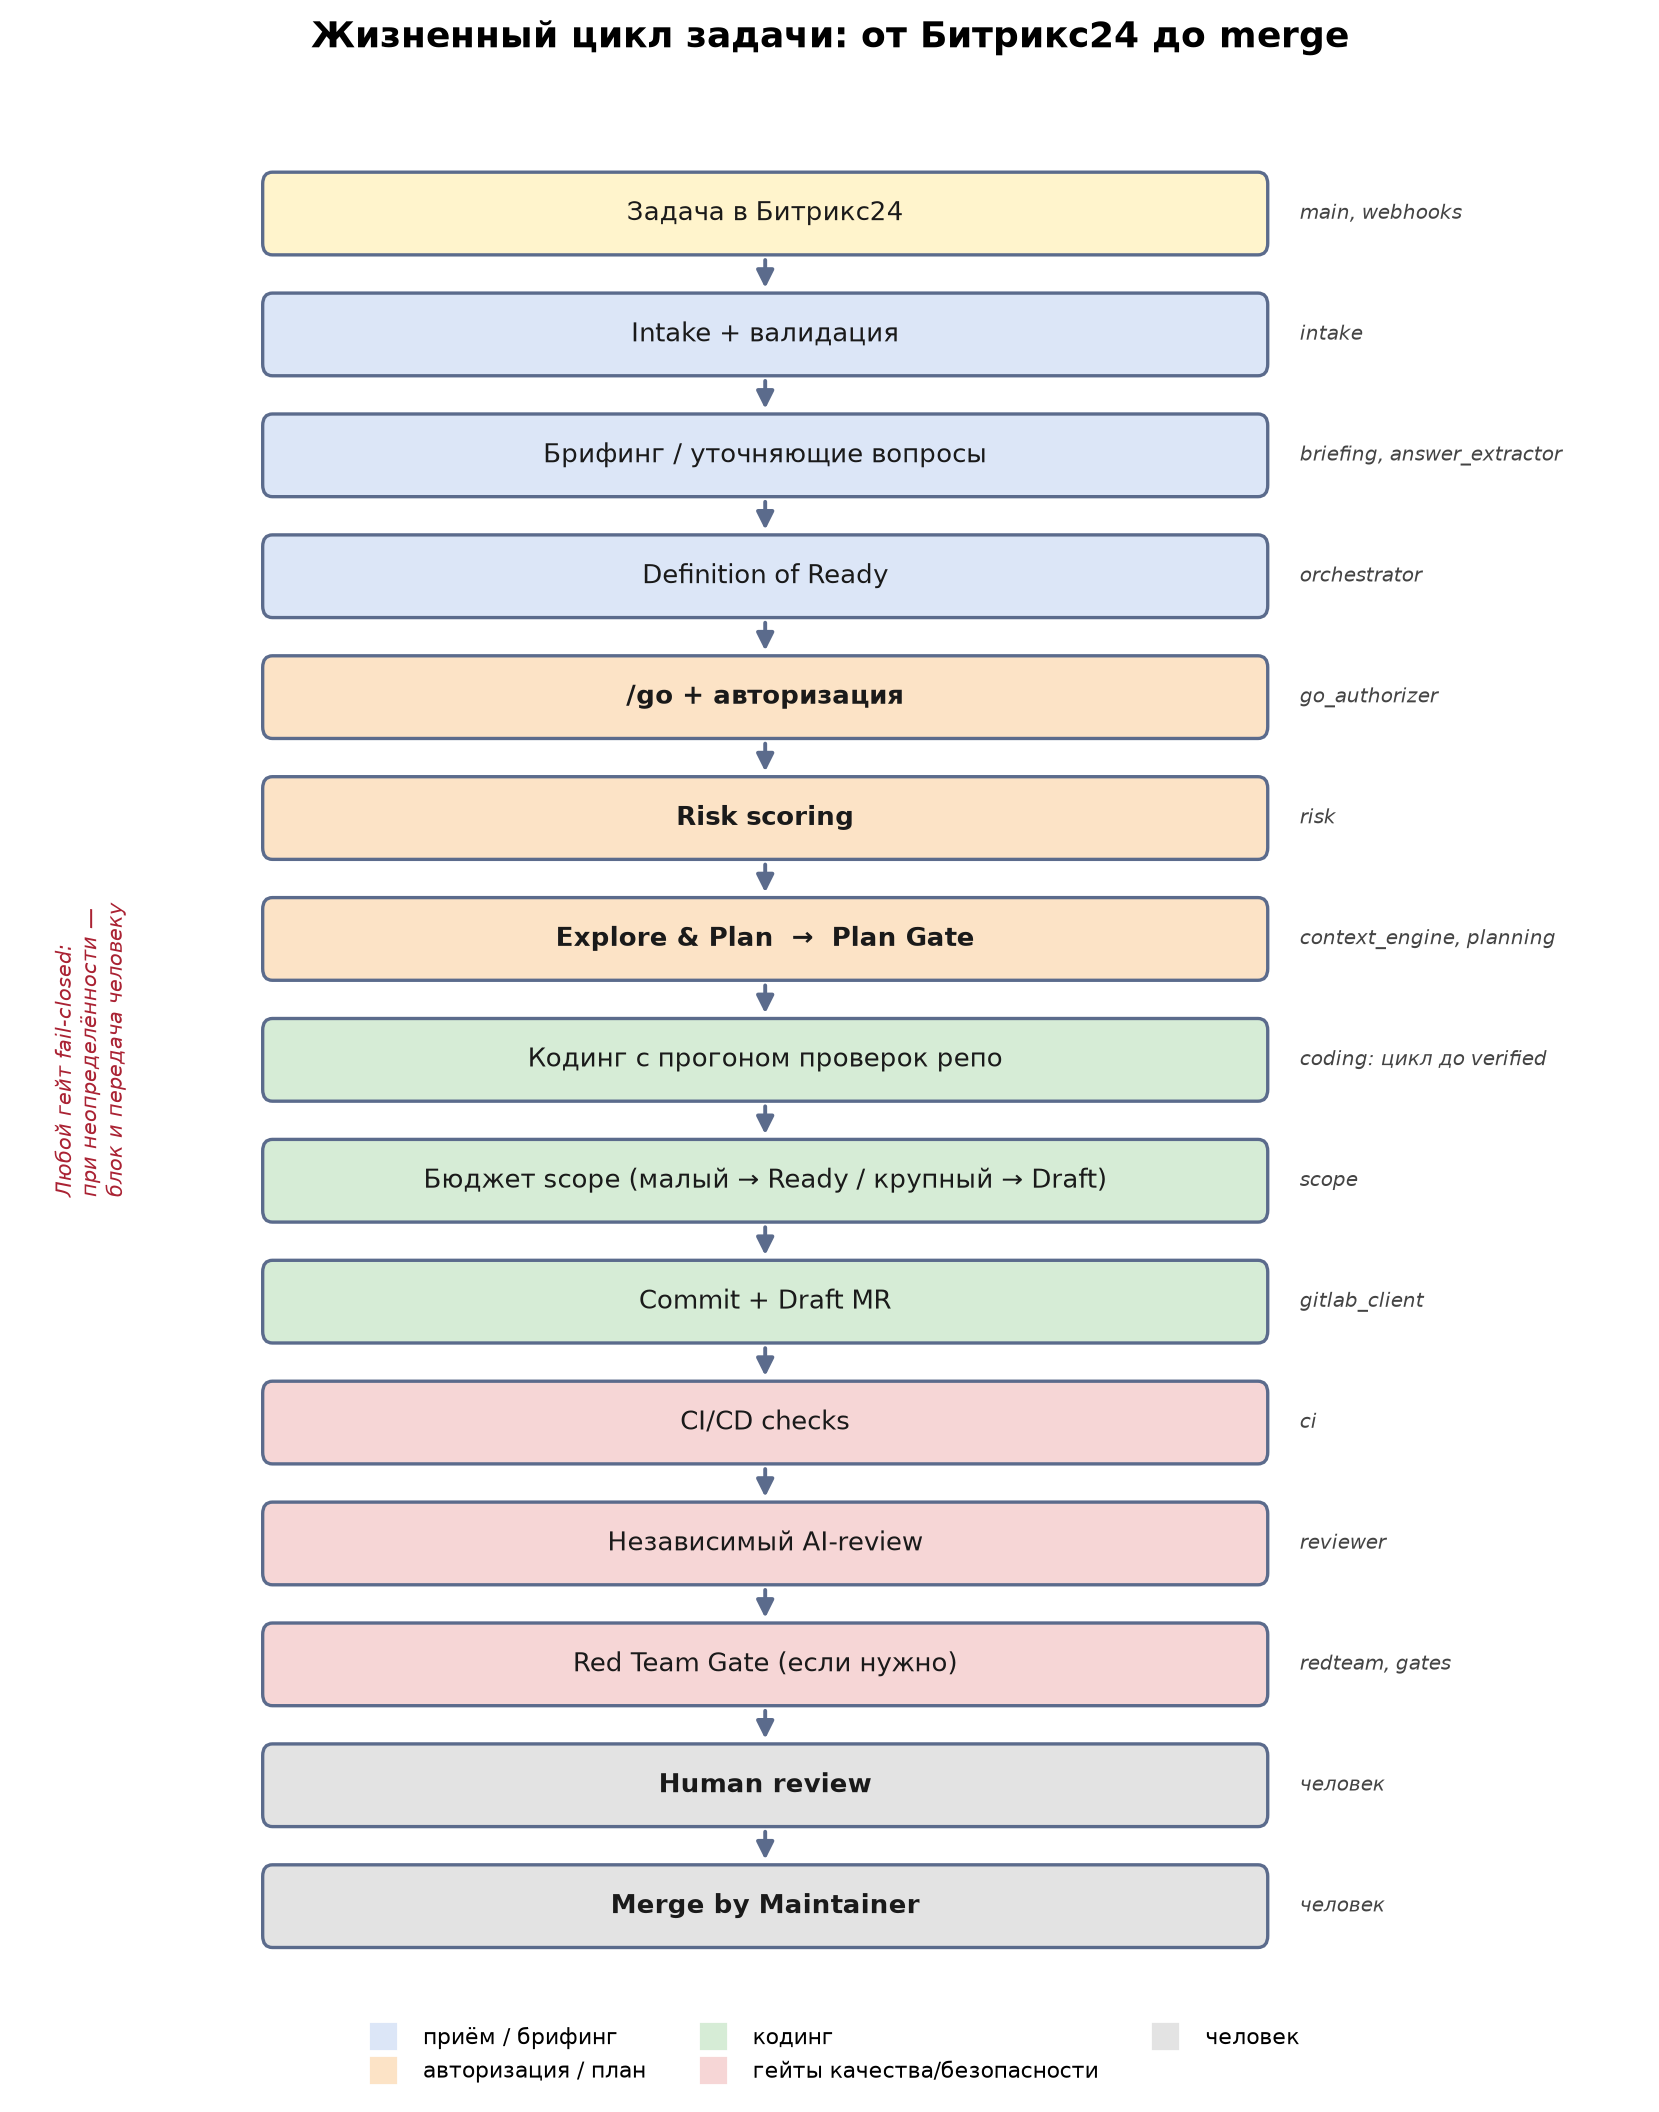 Жизненный цикл задачи: от Битрикс24 до merge
Задача в Битрикс24
main, webhooks
Intake + валидация
intake
Брифинг / уточняющие вопросы
briefing, answer_extractor
Definition of Ready
orchestrator
/go + авторизация
go_authorizer
Risk scoring
risk
Explore & Plan → Plan Gate
context_engine, planning
Любой гейт fail-closed:
при неопределённости —
блок и передача человеку
Кодинг с прогоном проверок репо
coding: цикл до verified
Бюджет scope (малый → Ready / крупный → Draft)
scope
Commit + Draft MR
gitlab_client
CI/CD checks
ci
Независимый AI-review
reviewer
Red Team Gate (если нужно)
redteam, gates
Human review
человек
Merge by Maintainer
человек
приём / брифинг
авторизация / план
кодинг
гейты качества/безопасности
человек